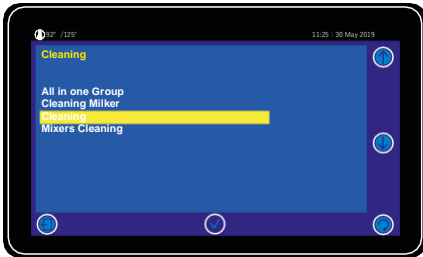 92° /125°
11:25 | 30 May 2019
Cleaning
All in one Group
Cleaning Milker
Cleaning
Mixers Cleaning